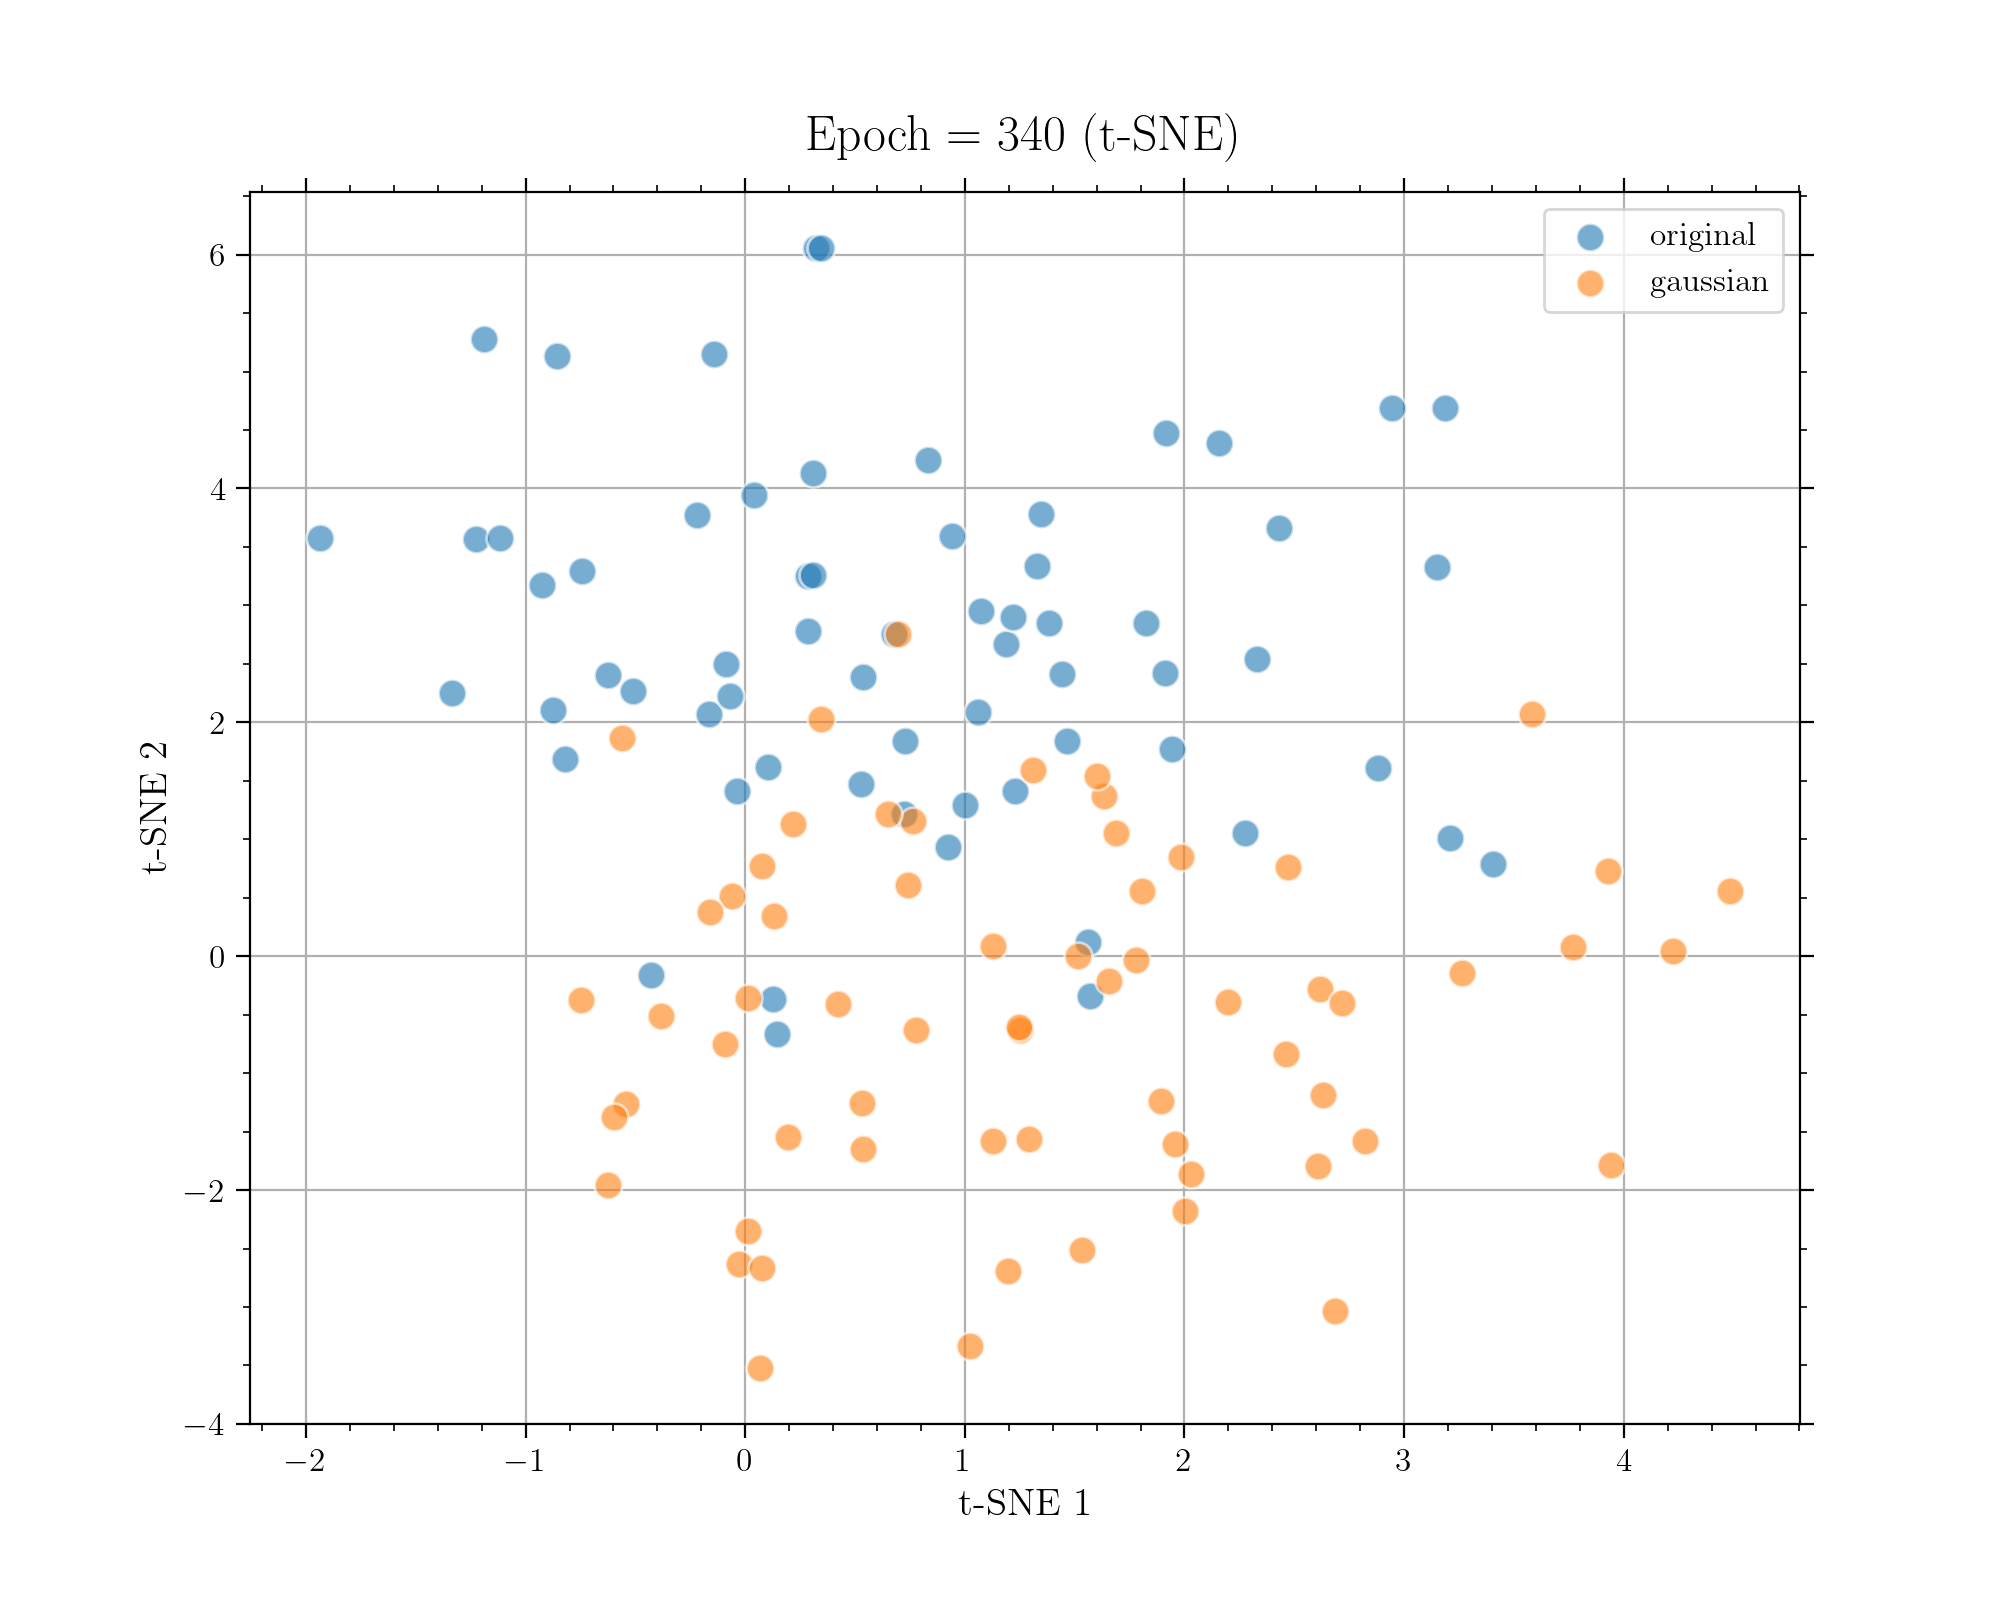 Epoch = 340 (t-SNE)
original
gaussian
6
4
2
0
−2
−4
t-SNE 2
−2 −1 0 1 2 3 4
t-SNE 1